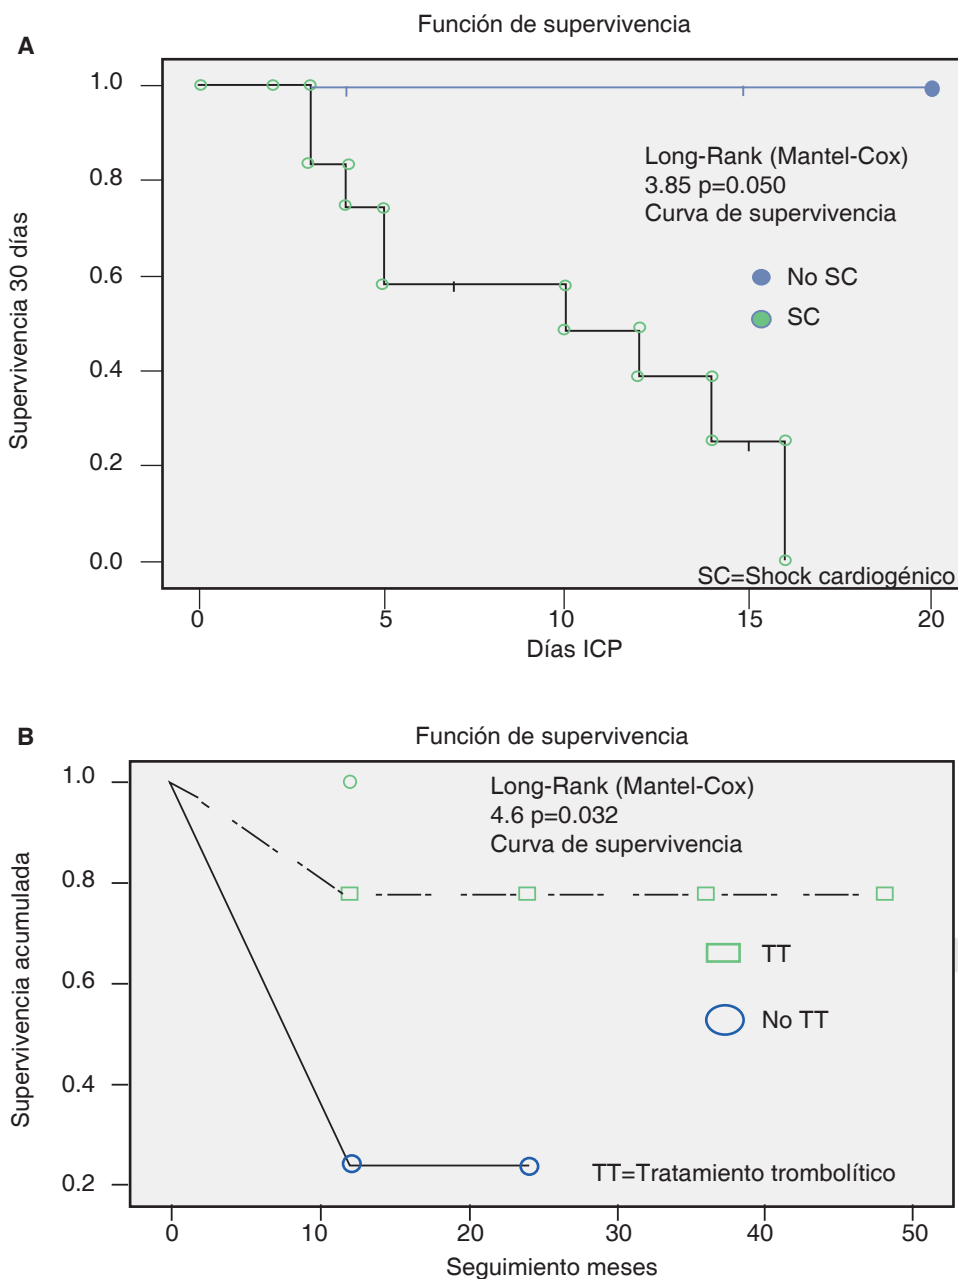 A
Función de supervivencia
1.0
0.8
0.6
0.4
0.2
0.0
Supervivencia 30 días
Long-Rank (Mantel-Cox)
3.85 p=0.050
Curva de supervivencia
No SC
SC
SC=Shock cardiogénico
0 5 10 15 20
Días ICP
B
Función de supervivencia
1.0
0.8
0.6
0.4
0.2
Supervivencia acumulada
Long-Rank (Mantel-Cox)
4.6 p=0.032
Curva de supervivencia
TT
No TT
TT=Tratamiento trombolítico
0 10 20 30 40 50
Seguimiento meses